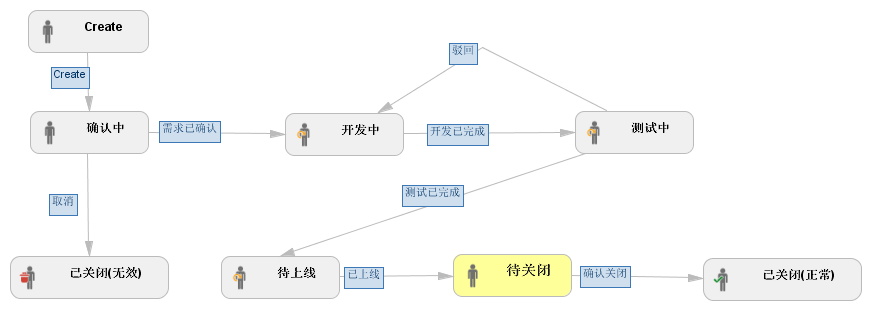 Create
Create
驳回
确认中
需求已确认
开发中
开发已完成
测试中
取消
测试已完成
已关闭(无效)
待上线
已上线
待关闭
确认关闭
已关闭(正常)